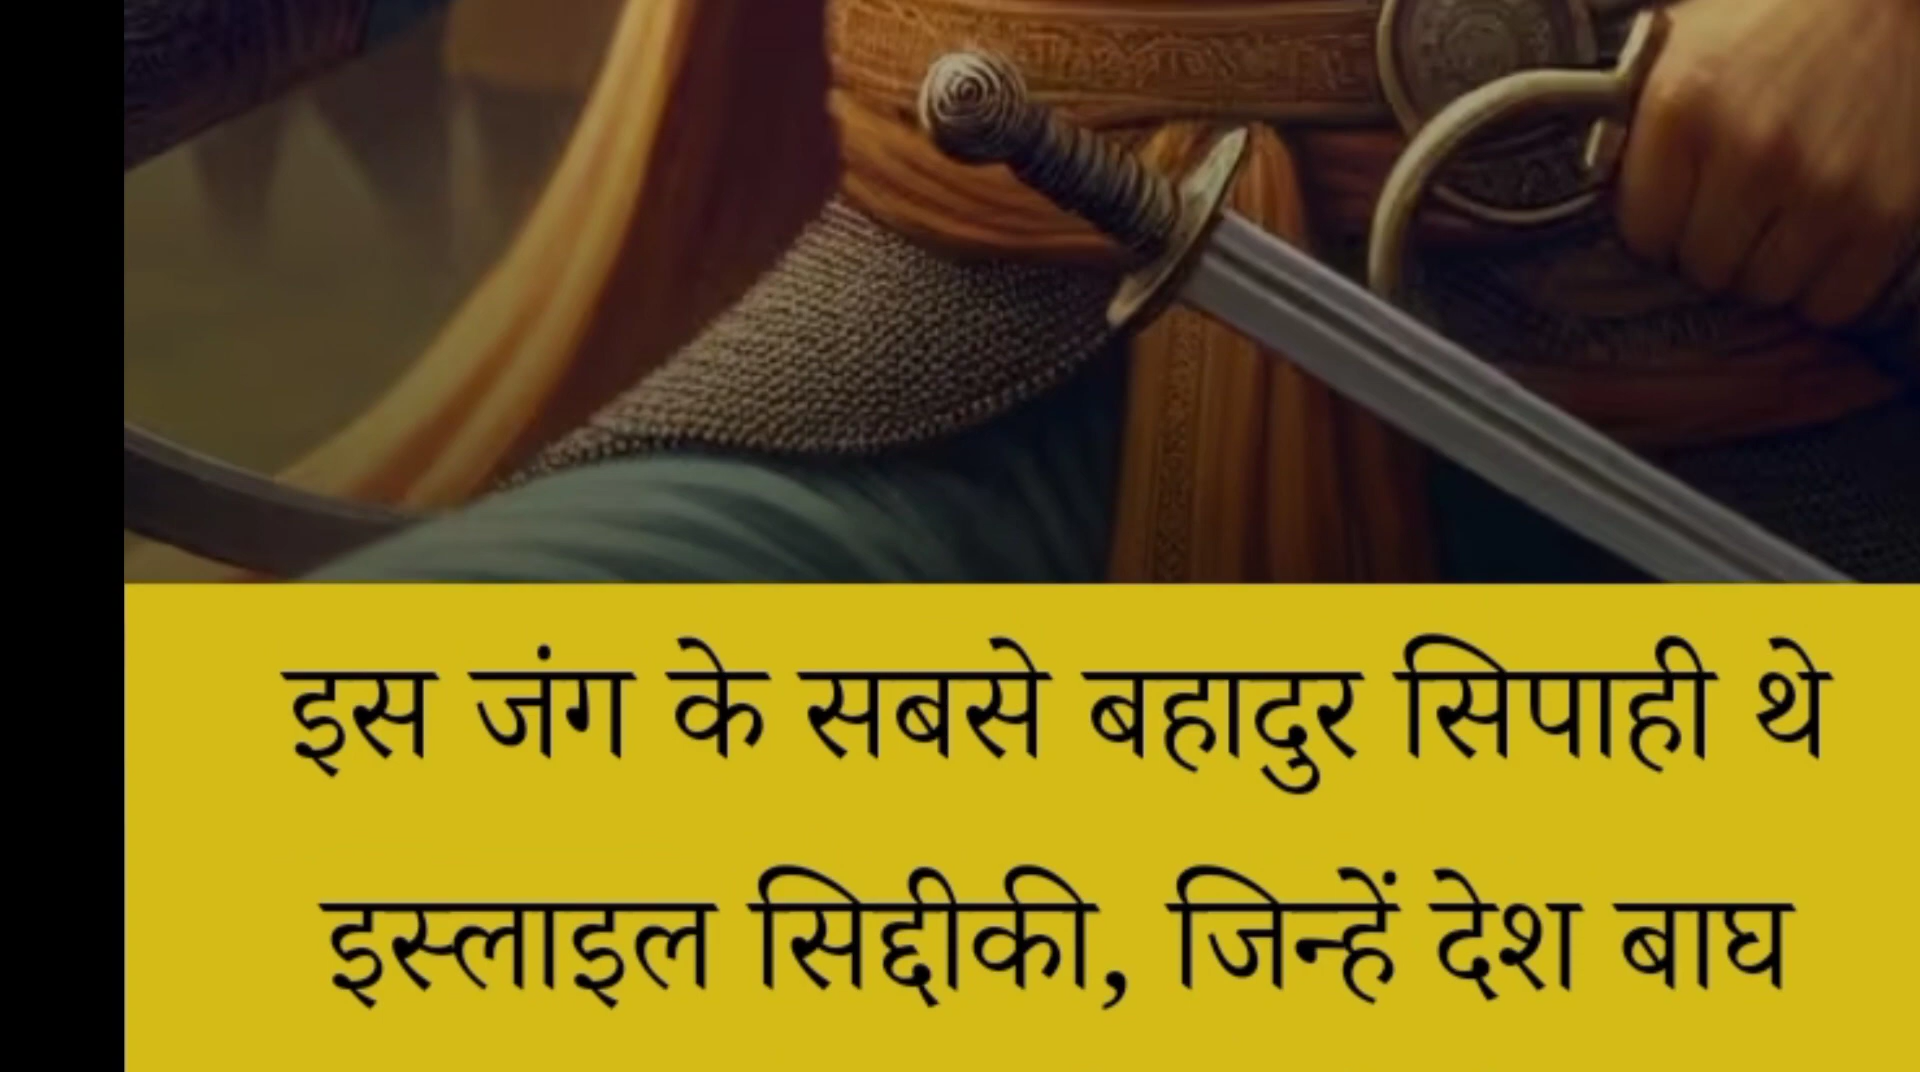 इस जंग के सबसे बहादुर सिपाही थे
इस्लाइल सिद्दीकी, जिन्हें देश बाघ